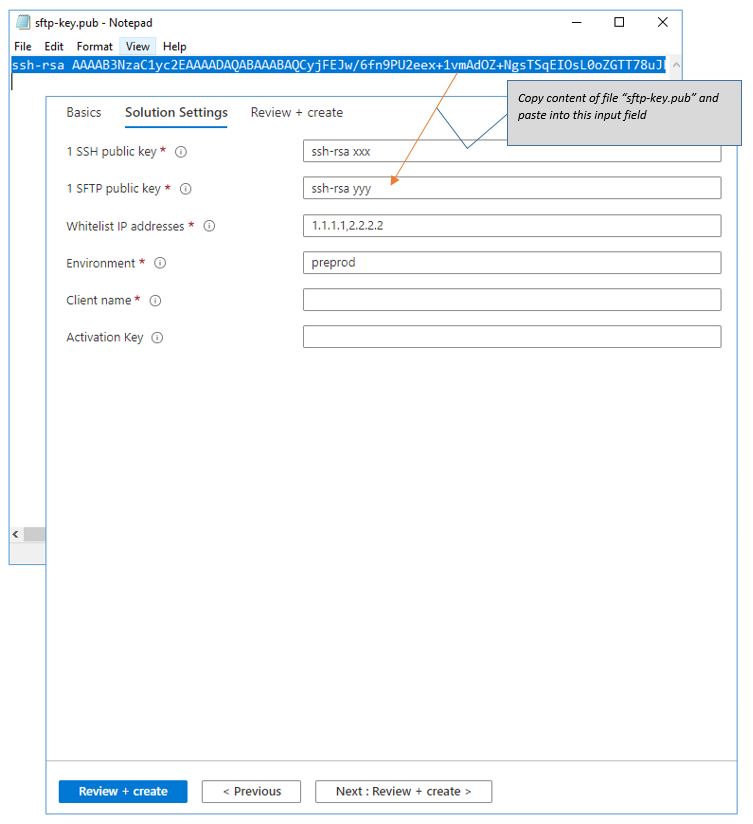 sftp-key.pub - Notepad
File Edit Format View Help
ssh-rsa AAAAB3NzaC1yc2EAAAADAQABAAABAQCyjFEJw/6fn9PU2eex+1vmAdOZ+NgsTSqEIOsL0oZGTT78uJ
Copy content of file “sftp-key.pub” and
paste into this input field
Basics Solution Settings Review + create
1 SSH public key * ssh-rsa xxx
1 SFTP public key * ssh-rsa yyy
Whitelist IP addresses * 1.1.1.1,2.2.2.2
Environment * preprod
Client name *
Activation Key
Review + create < Previous Next : Review + create >